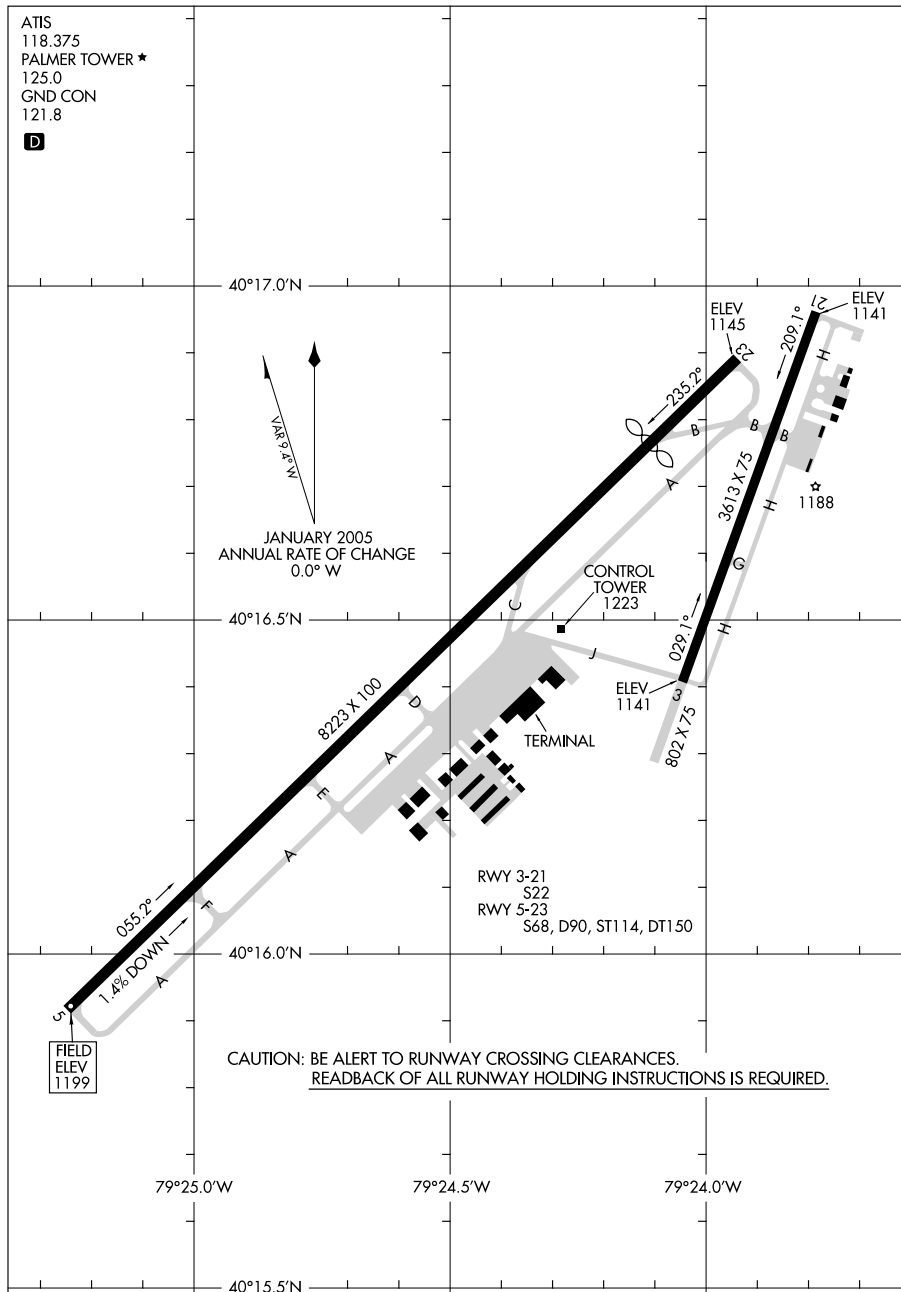 ATIS
118.375
PALMER TOWER ★
125.0
GND CON
121.8
D
40°17.0'N
ELEV
1145
23
21
ELEV
1141
209.1°
H
235.2°
VAR 9.4° W
B
B
B
A
3613 X 75
H
1188
JANUARY 2005
ANNUAL RATE OF CHANGE
0.0° W
G
CONTROL
TOWER
1223
C
40°16.5'N
H
029.1°
J
ELEV
1141
3
8223 X 100
D
802 X 75
TERMINAL
A
E
A
RWY 3-21
S22
RWY 5-23
S68, D90, ST114, DT150
055.2°
F
1.4% DOWN
40°16.0'N
A
5
FIELD
ELEV
1199
CAUTION: BE ALERT TO RUNWAY CROSSING CLEARANCES.
READBACK OF ALL RUNWAY HOLDING INSTRUCTIONS IS REQUIRED.
79°25.0'W
79°24.5'W
79°24.0'W
40°15.5'N